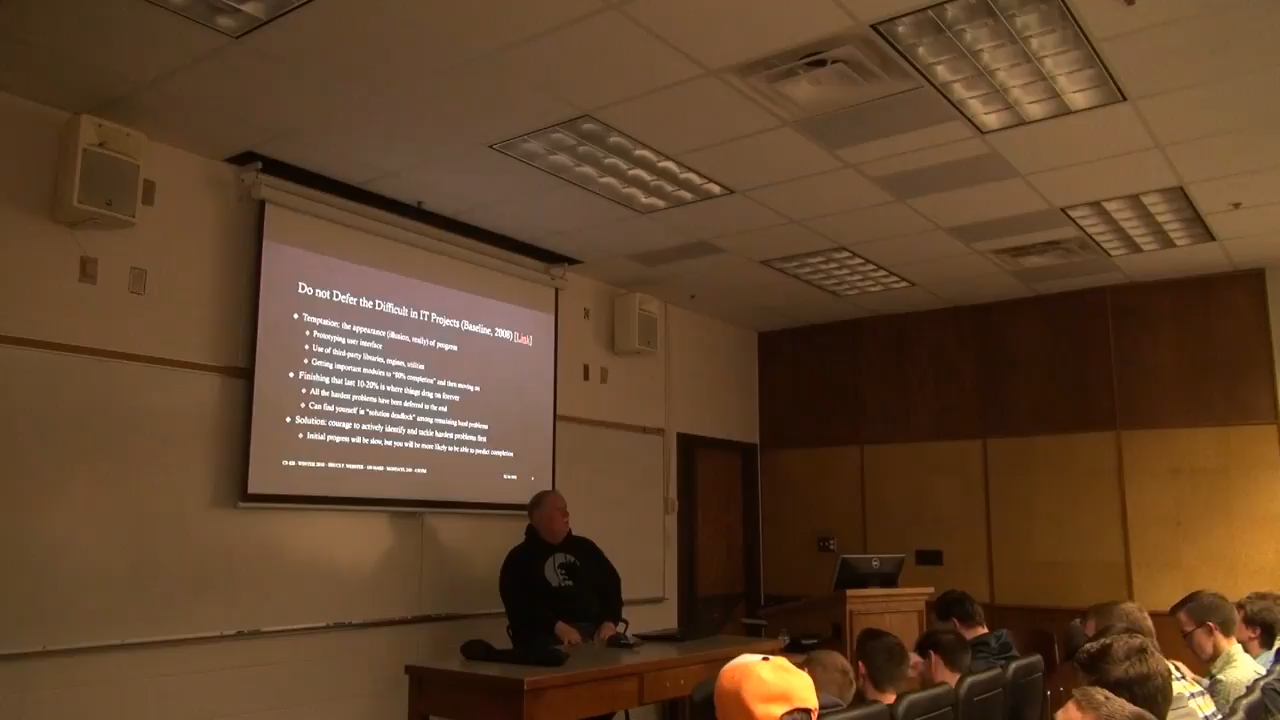 Do not Defer the Difficult in IT Projects (Baseline, 2008) [Link]
Temptation: the appearance (illusion, really) of progress
Prototyping user interface
Use of third-party libraries, engines, utilities
Getting important modules to "80% completion" and then moving on
Finishing that last 10-20% is where things drag on forever
All the hardest problems have been deferred to the end
Can find yourself in "solution deadlock" among remaining hard problems
Solution: courage to actively identify and tackle hardest problems first
Initial progress will be slow, but you will be more likely to be able to predict completion
BRUCE F. WEBSTER